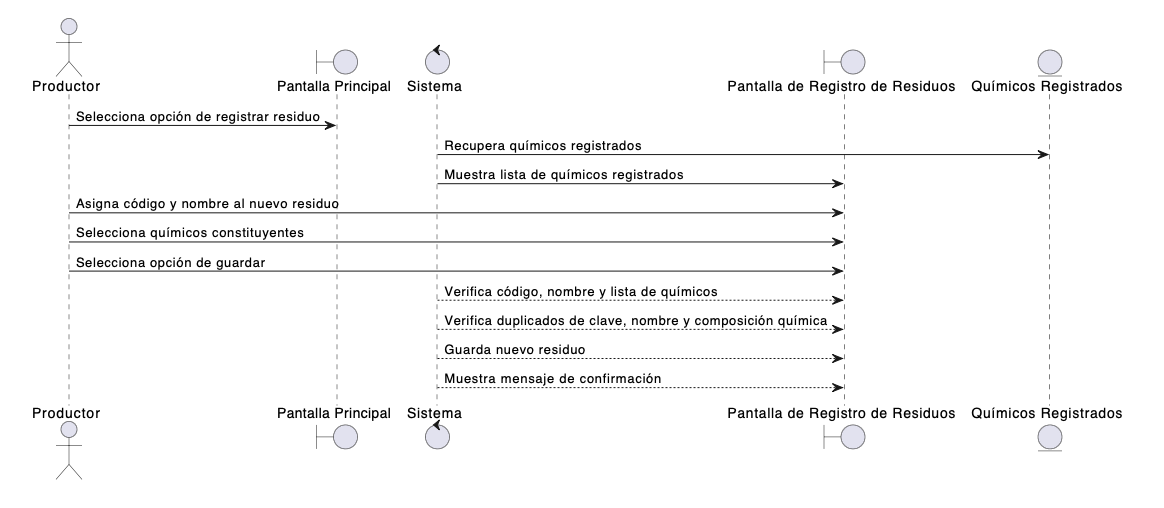 Productor
Pantalla Principal
Sistema
Pantalla de Registro de Residuos
Químicos Registrados
Selecciona opción de registrar residuo
Recupera químicos registrados
Muestra lista de químicos registrados
Asigna código y nombre al nuevo residuo
Selecciona químicos constituyentes
Selecciona opción de guardar
Verifica código, nombre y lista de químicos
Verifica duplicados de clave, nombre y composición química
Guarda nuevo residuo
Muestra mensaje de confirmación
Productor
Pantalla Principal
Sistema
Pantalla de Registro de Residuos
Químicos Registrados